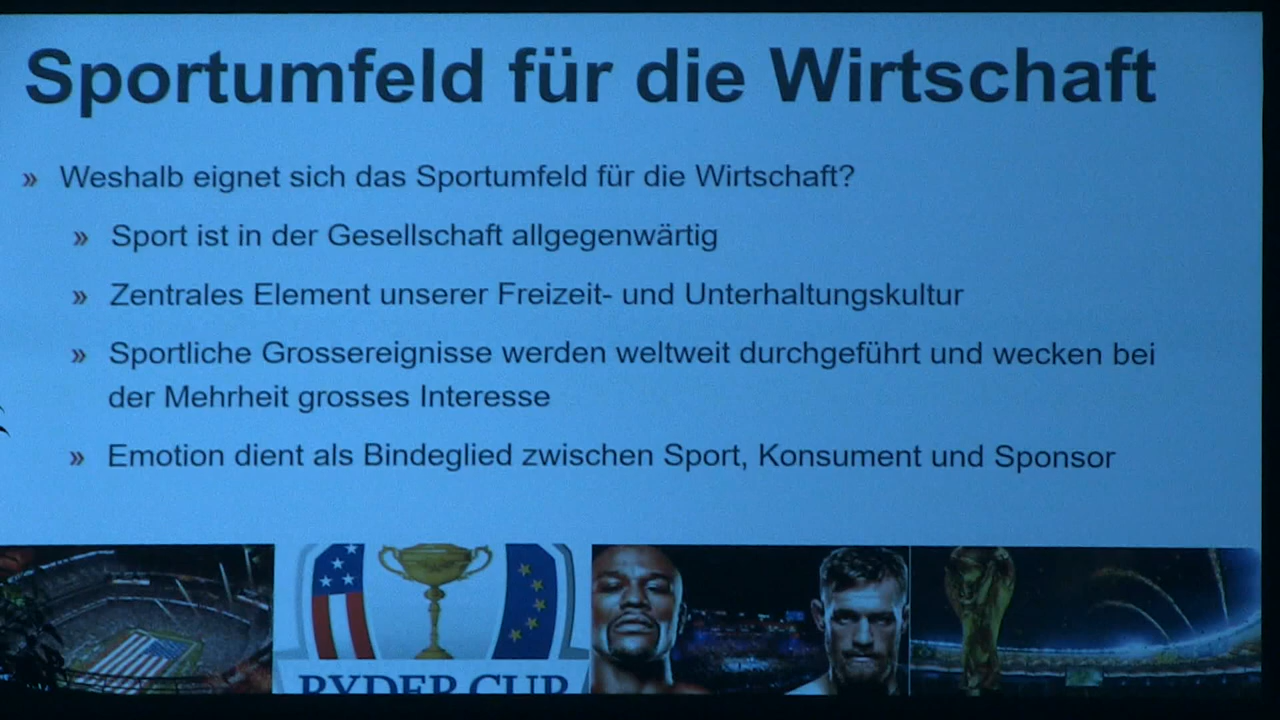 Sportumfeld für die Wirtschaft
» Weshalb eignet sich das Sportumfeld für die Wirtschaft?
» Sport ist in der Gesellschaft allgegenwärtig
» Zentrales Element unserer Freizeit- und Unterhaltungskultur
» Sportliche Grossereignisse werden weltweit durchgeführt und wecken bei
der Mehrheit grosses Interesse
» Emotion dient als Bindeglied zwischen Sport, Konsument und Sponsor
RYDER CUP